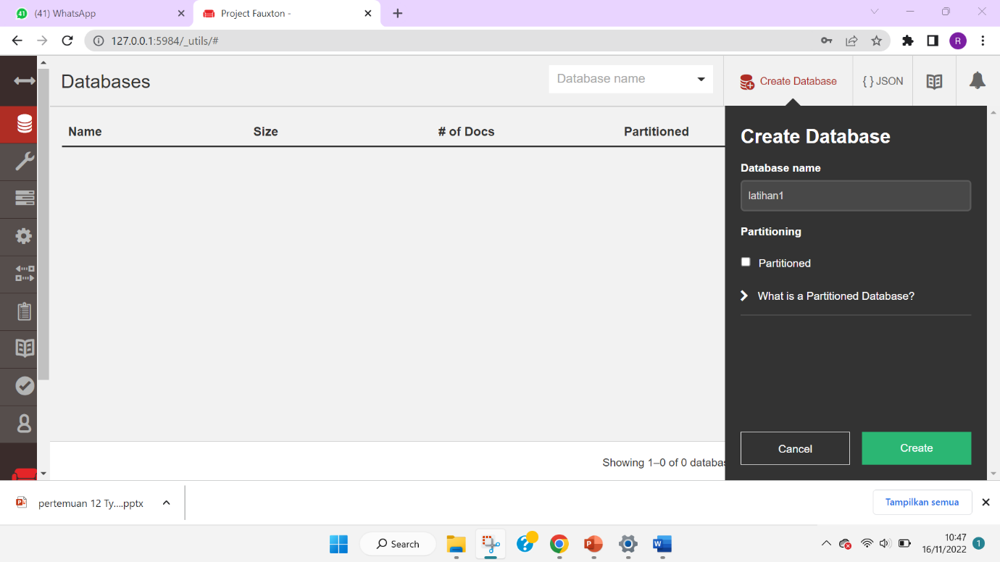 41 (41) WhatsApp
Project Fauxton -
127.0.0.1:5984/_utils/#
R
Databases
Database name
Create Database
{ } JSON
Name Size # of Docs Partitioned
Create Database
Database name
latihan1
Partitioning
Partitioned
What is a Partitioned Database?
Cancel
Create
Showing 1–0 of 0 databas
pertemuan 12 Ty....pptx
Tampilkan semua
Search
10:47
16/11/2022
1